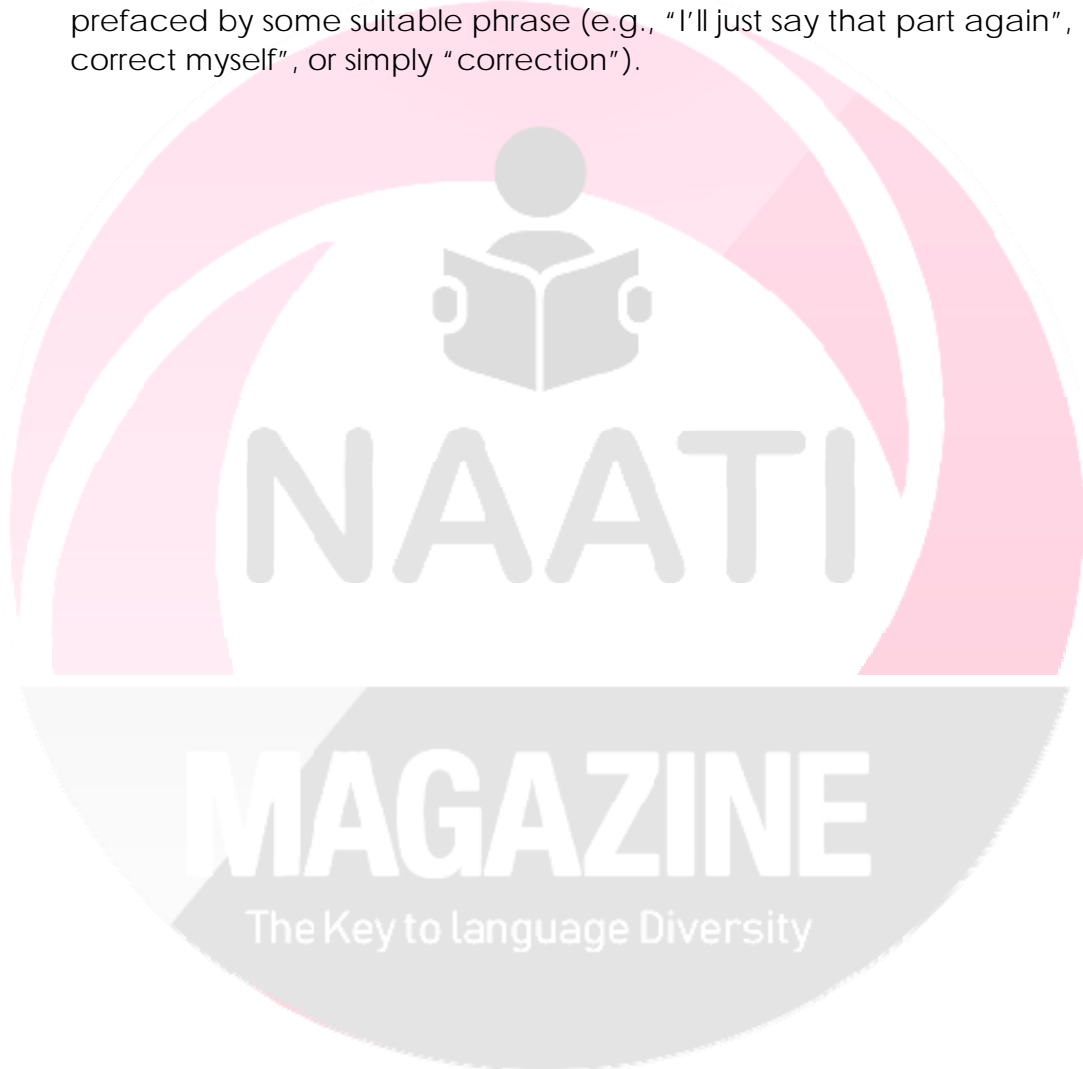 prefaced by some suitable phrase (e.g., “I’ll just say that part again”,
correct myself”, or simply “correction”).
NAATI
MAGAZINE
The Key to language Diversity